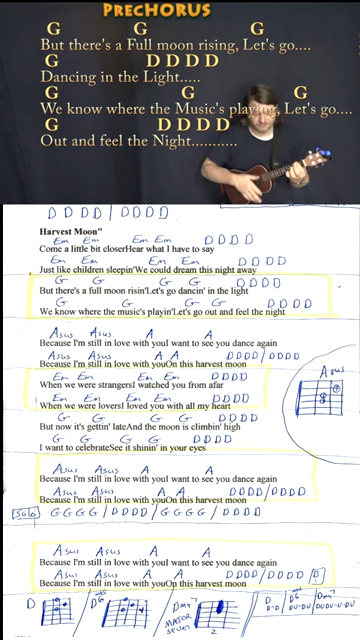 PRECHORUS
G G G
But there's a Full moon rising, Let's go....
G D D D D
Dancing in the Light.....
G G G
We know where the Music's playing, Let's go....
G D D D D
Out and feel the Night...........
D D D D / D D D D
Harvest Moon"
Em Em Em Em D D D D
Come a little bit closerHear what I have to say
Em Em Em Em D D D D
Just like children sleepin'We could dream this night away
G G G G D D D D
But there's a full moon risin'Let's go dancin' in the light
G G G G D D D D
We know where the music's playin'Let's go out and feel the night
Asus Asus A A
Because I'm still in love with youI want to see you dance again
Asus Asus A A D D D D / D D D D
Because I'm still in love with youOn this harvest moon
Asus
Em Em Em Em D D D D
When we were strangersI watched you from afar
Em Em Em Em D D D D
When we were loversI loved you with all my heart
G G G G D D D D
But now it's gettin' lateAnd the moon is climbin' high
G G G G D D D D
I want to celebrateSee it shinin' in your eyes
Asus Asus A A
Because I'm still in love with youI want to see you dance again
Asus Asus A A D D D D / D D D D
Because I'm still in love with youOn this harvest moon
Solo G G G G / D D D D / G G G G / D D D D
Asus Asus A A
Because I'm still in love with youI want to see you dance again
Asus Asus A A D D D D / D D D D D
Because I'm still in love with youOn this harvest moon
D
DM7
MAJOR
2
D
D-D
DU-DU
DM7
DUDU-U-DU